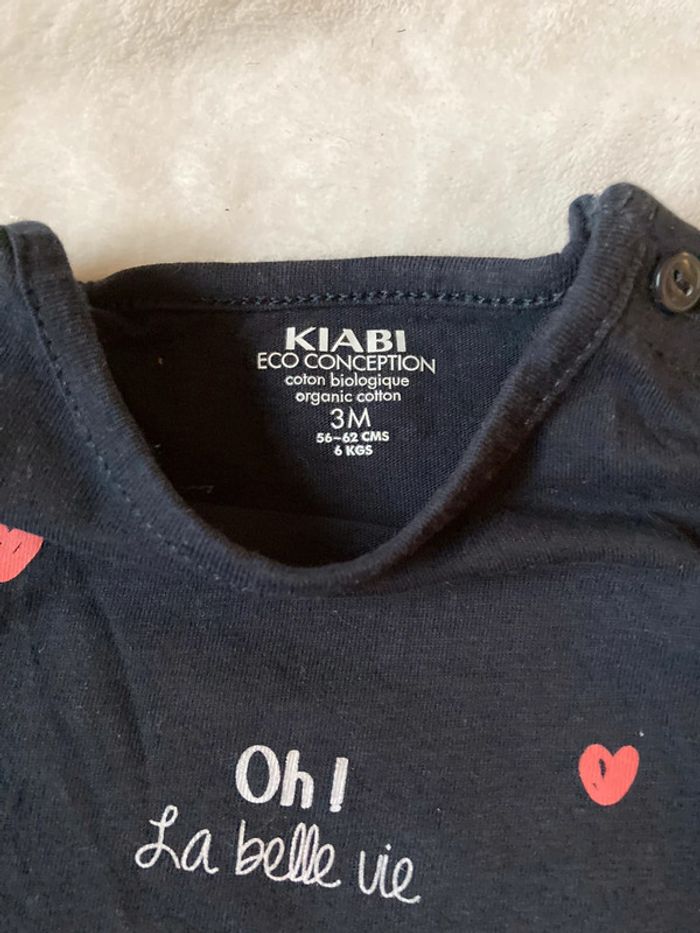 KIABI
ECO CONCEPTION
coton biologique
organic cotton
3M
56-62 CMS
6 KGS
Oh !
La belle vie